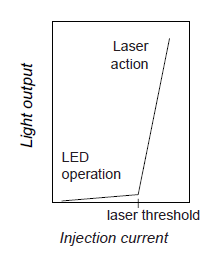 Laser
action
Light output
LED
operation
laser threshold
Injection current